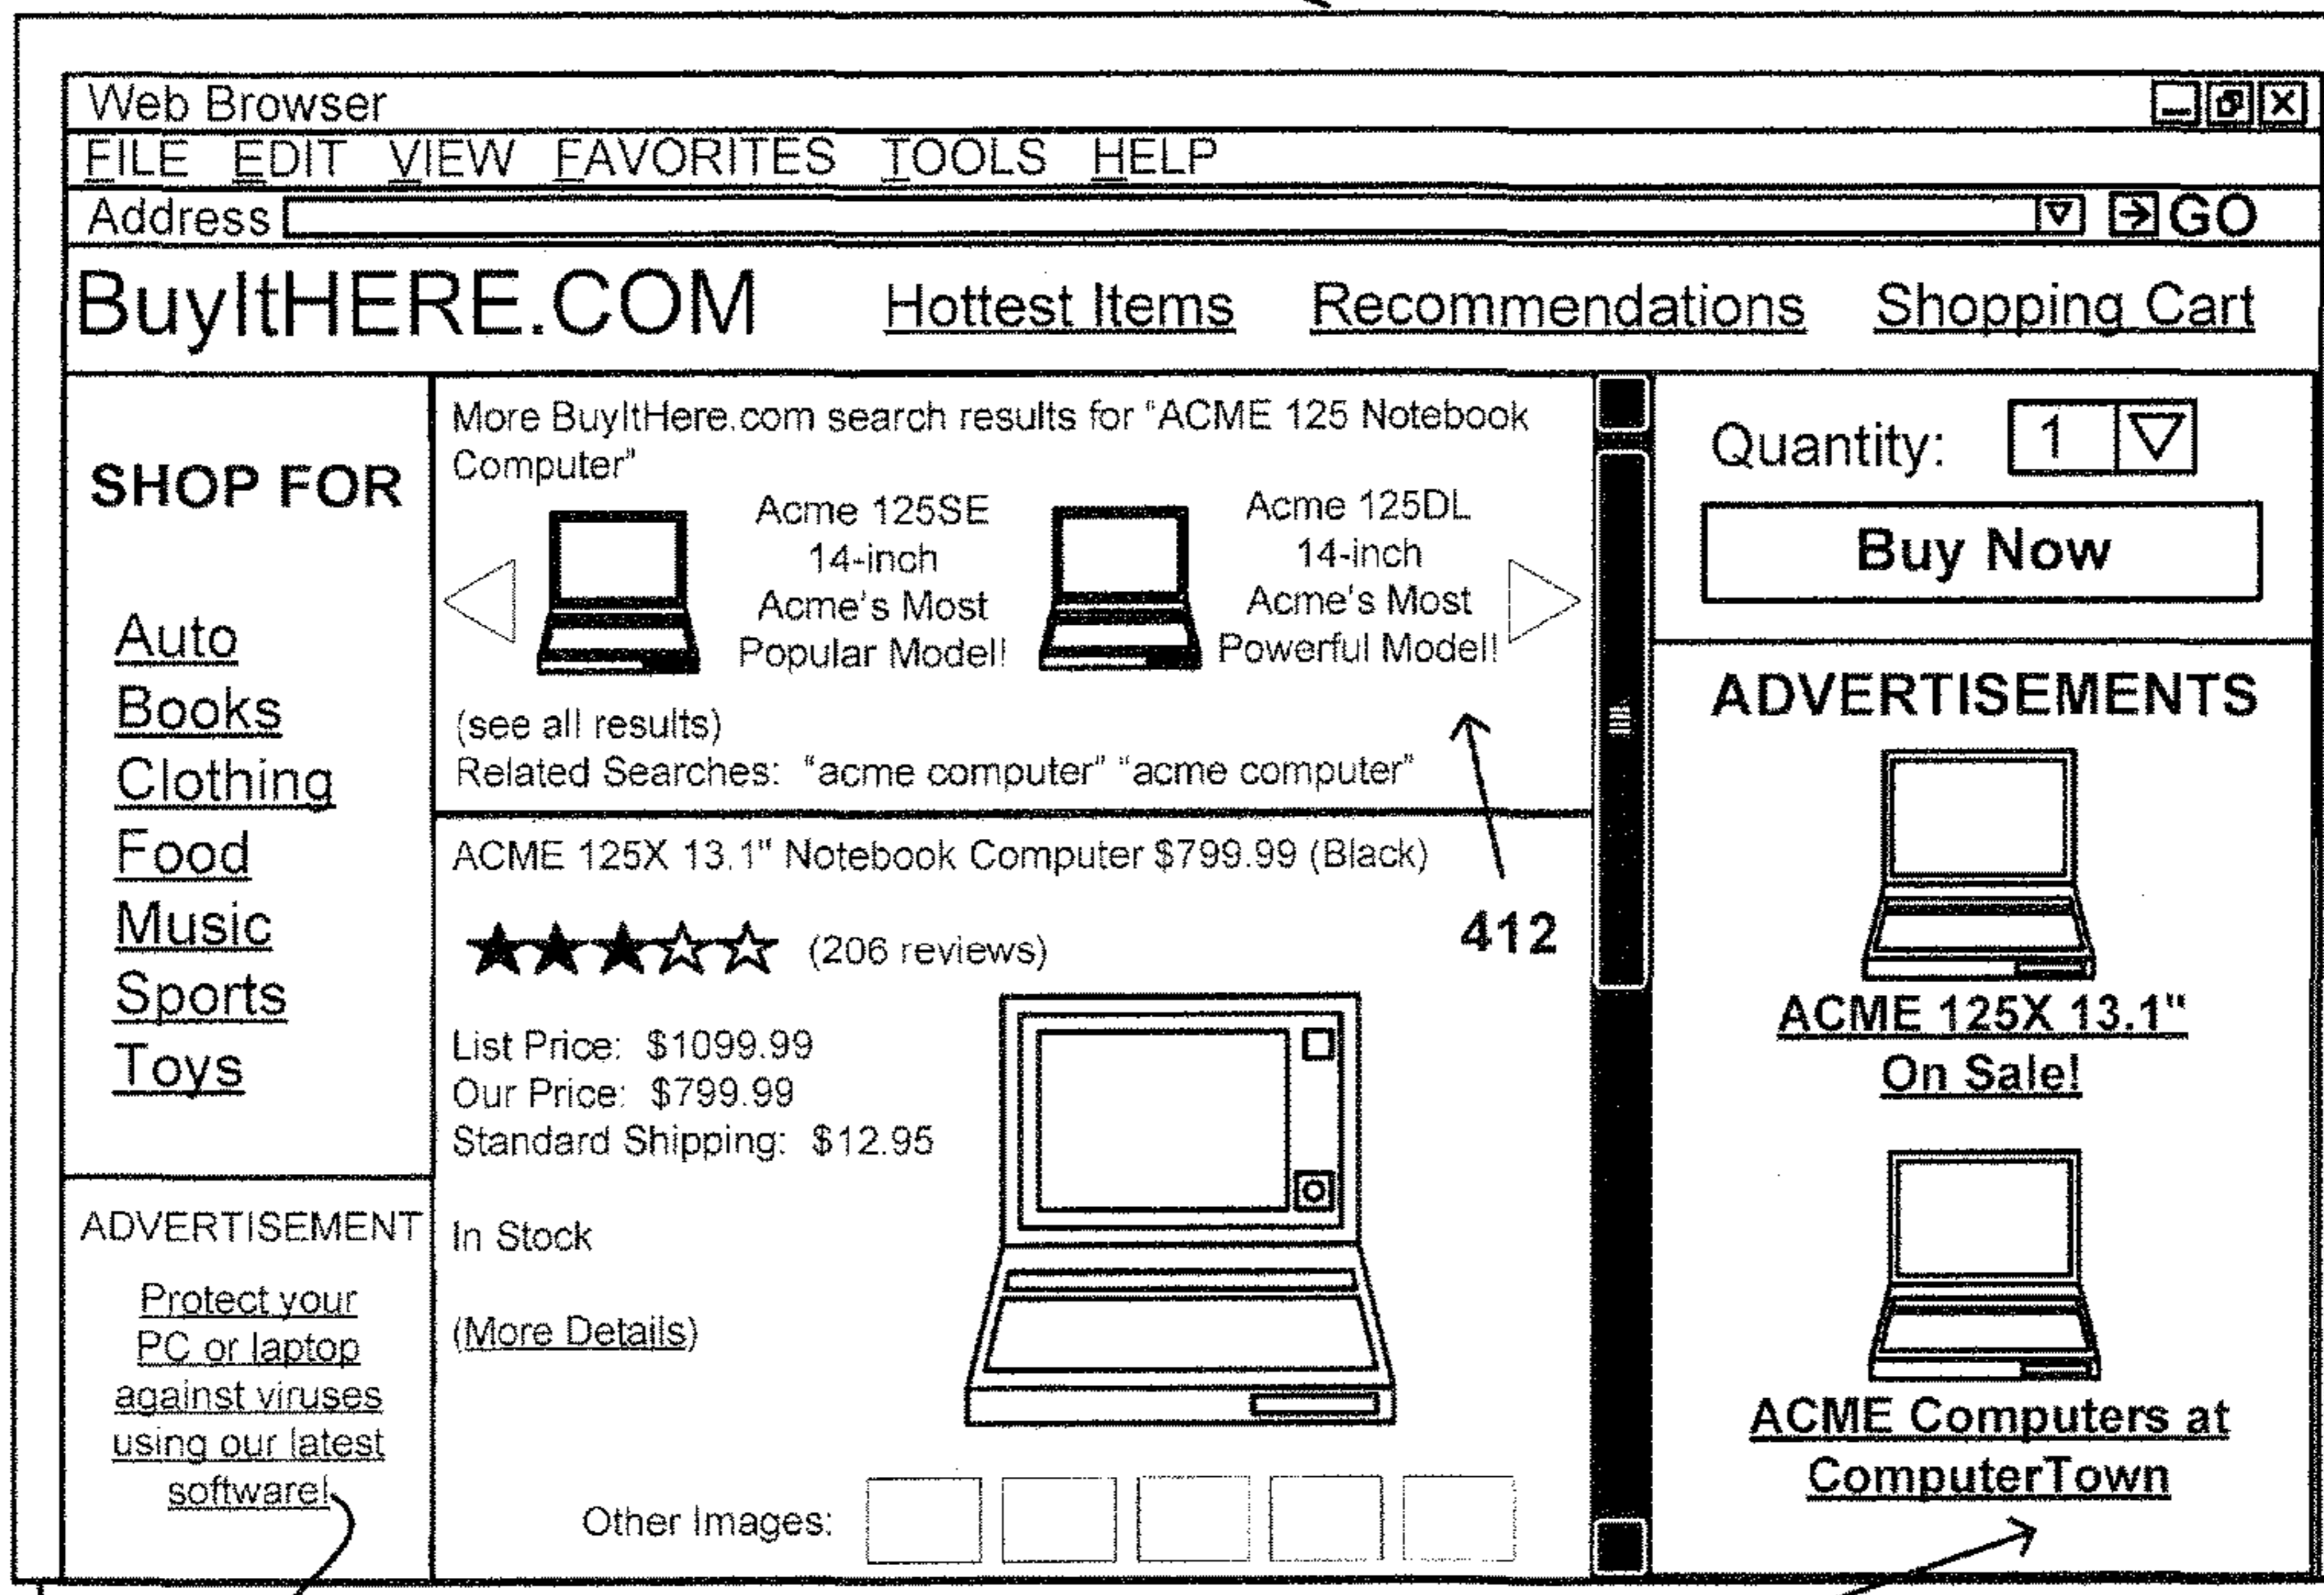 Web Browser
FILE EDIT VIEW FAVORITES TOOLS HELP
Address GO
BuyItHERE.COM Hottest Items Recommendations Shopping Cart
SHOP FOR
Auto
Books
Clothing
Food
Music
Sports
Toys
ADVERTISEMENT
Protect your
PC or laptop
against viruses
using our latest
software!
More BuyItHere.com search results for "ACME 125 Notebook
Computer"
Acme 125SE
14-inch
Acme's Most
Popular Model!
Acme 125DL
14-inch
Acme's Most
Powerful Model!
(see all results)
Related Searches: "acme computer" "acme computer"
412
ACME 125X 13.1" Notebook Computer $799.99 (Black)
(206 reviews)
List Price: $1099.99
Our Price: $799.99
Standard Shipping: $12.95
In Stock
(More Details)
Other Images:
Quantity: 1
Buy Now
ADVERTISEMENTS
ACME 125X 13.1"
On Sale!
ACME Computers at
ComputerTown